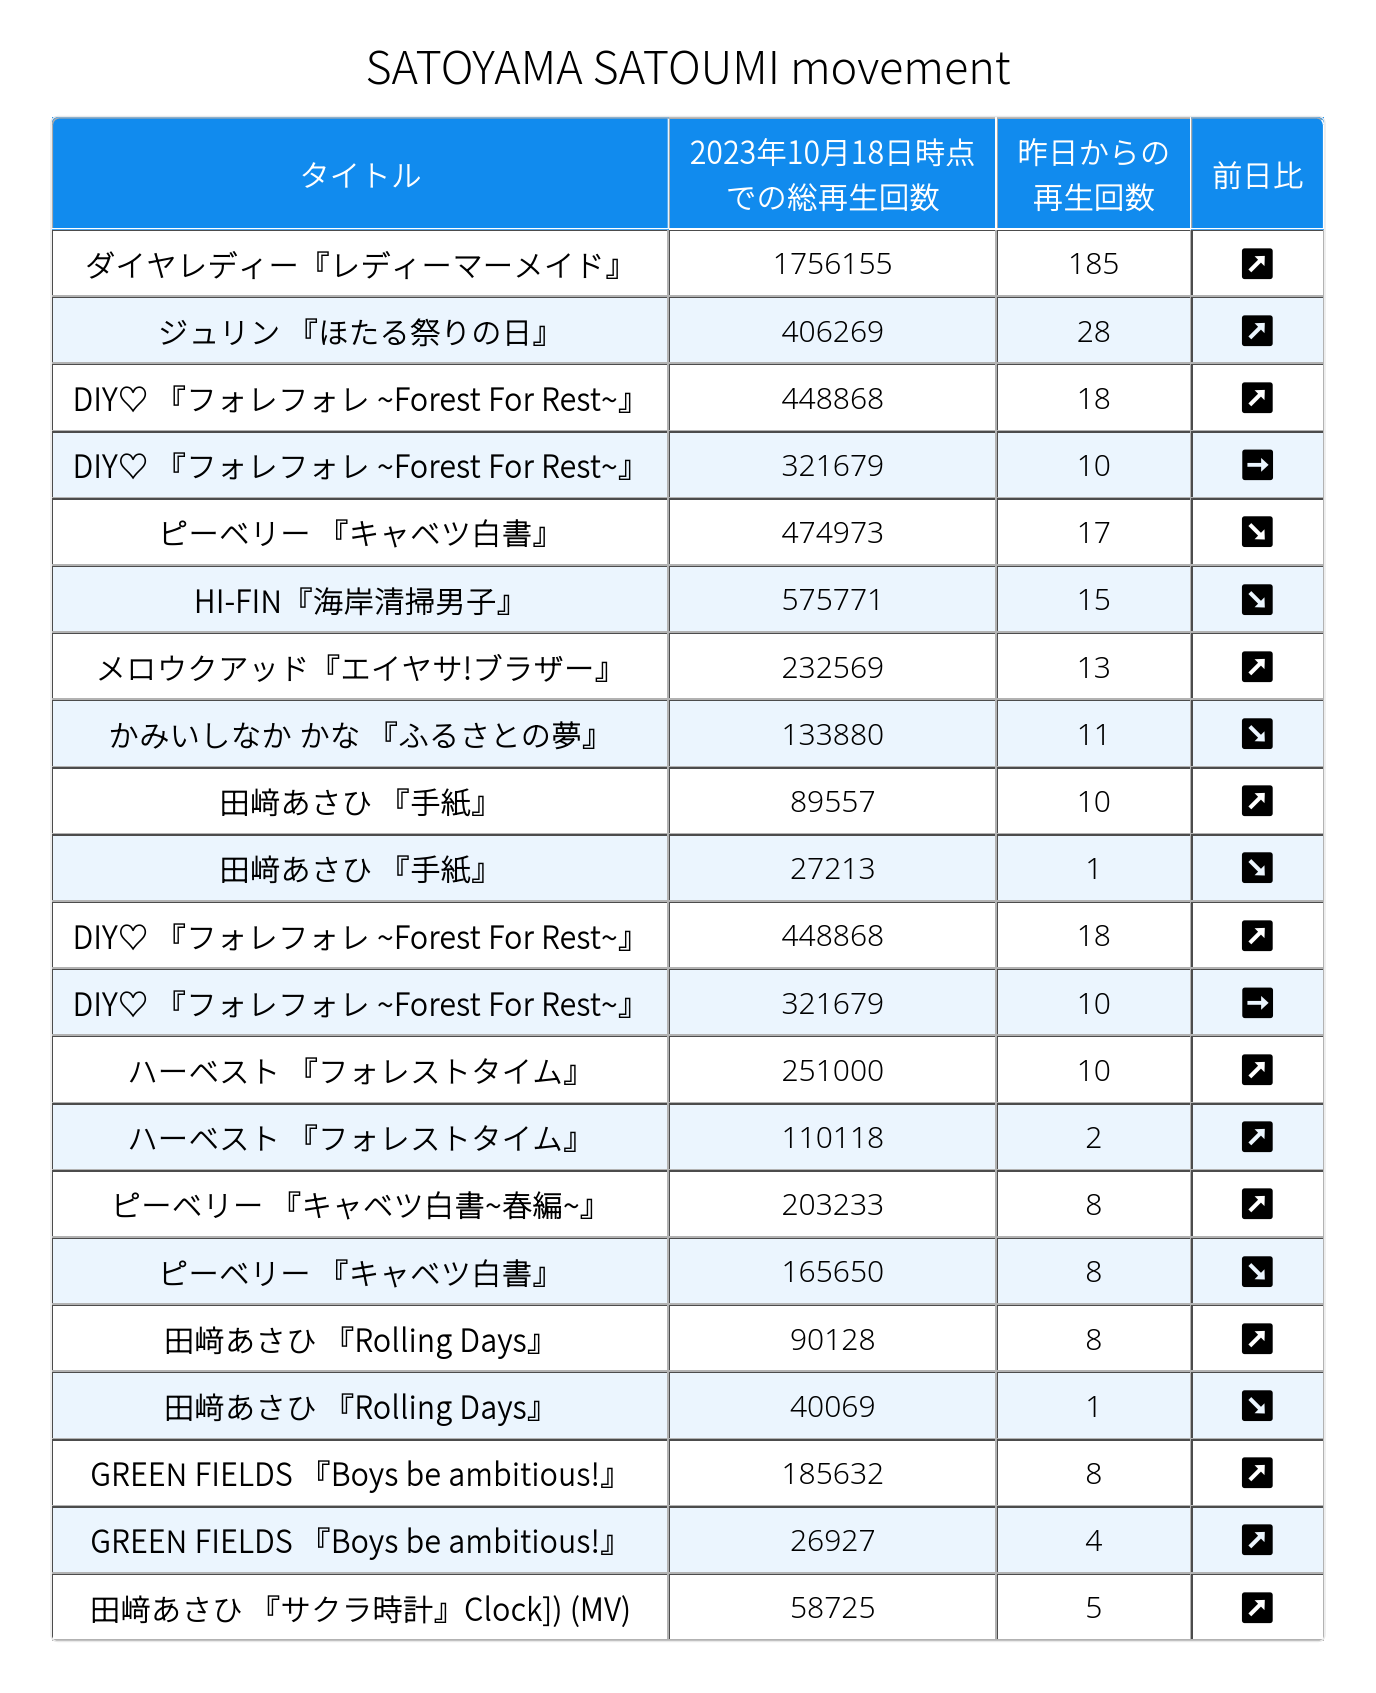 SATOYAMA SATOUMI movement
タイトル 2023年10月18日時点での総再生回数 昨日からの再生回数 前日比
ダイヤレディー『レディーマーメイド』 1756155 185 ↗
ジュリン 『ほたる祭りの日』 406269 28 ↗
DIY♡ 『フォレフォレ ~Forest For Rest~』 448868 18 ↗
DIY♡ 『フォレフォレ ~Forest For Rest~』 321679 10 →
ピーベリー 『キャベツ白書』 474973 17 ↘
HI-FIN『海岸清掃男子』 575771 15 ↘
メロウクアッド『エイヤサ!ブラザー』 232569 13 ↗
かみいしなか かな 『ふるさとの夢』 133880 11 ↘
田﨑あさひ 『手紙』 89557 10 ↗
田﨑あさひ 『手紙』 27213 1 ↘
DIY♡ 『フォレフォレ ~Forest For Rest~』 448868 18 ↗
DIY♡ 『フォレフォレ ~Forest For Rest~』 321679 10 →
ハーベスト 『フォレストタイム』 251000 10 ↗
ハーベスト 『フォレストタイム』 110118 2 ↗
ピーベリー 『キャベツ白書~春編~』 203233 8 ↗
ピーベリー 『キャベツ白書』 165650 8 ↘
田﨑あさひ 『Rolling Days』 90128 8 ↗
田﨑あさひ 『Rolling Days』 40069 1 ↘
GREEN FIELDS 『Boys be ambitious!』 185632 8 ↗
GREEN FIELDS 『Boys be ambitious!』 26927 4 ↗
田﨑あさひ 『サクラ時計』Clock]) (MV) 58725 5 ↗